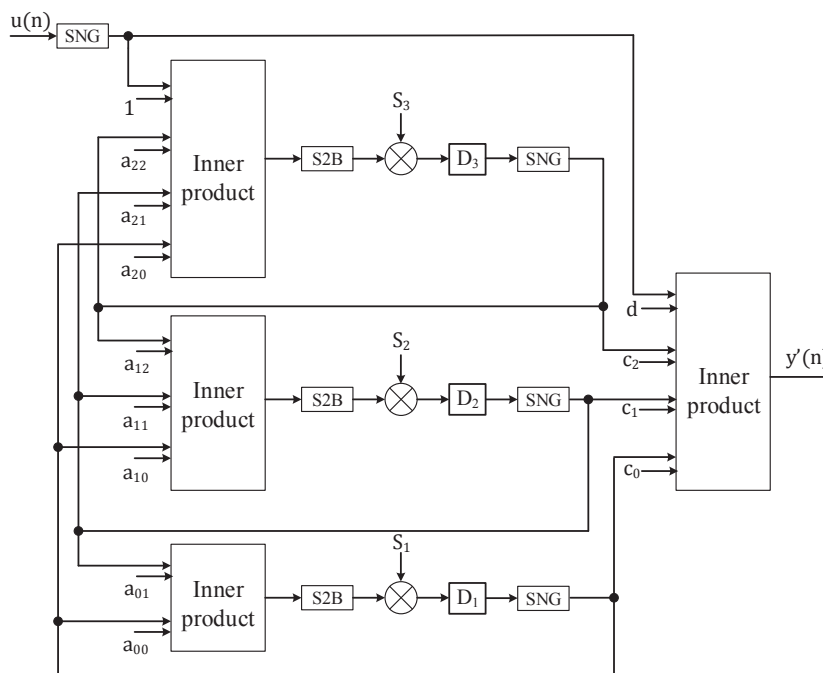 u(n)
SNG
1
a₂₂
a₂₁
a₂₀
Inner
product
S2B
S₃
D₃
SNG
a₁₂
a₁₁
a₁₀
Inner
product
S2B
S₂
D₂
SNG
a₀₁
a₀₀
Inner
product
S2B
S₁
D₁
SNG
d
c₂
c₁
c₀
Inner
product
y'(n)